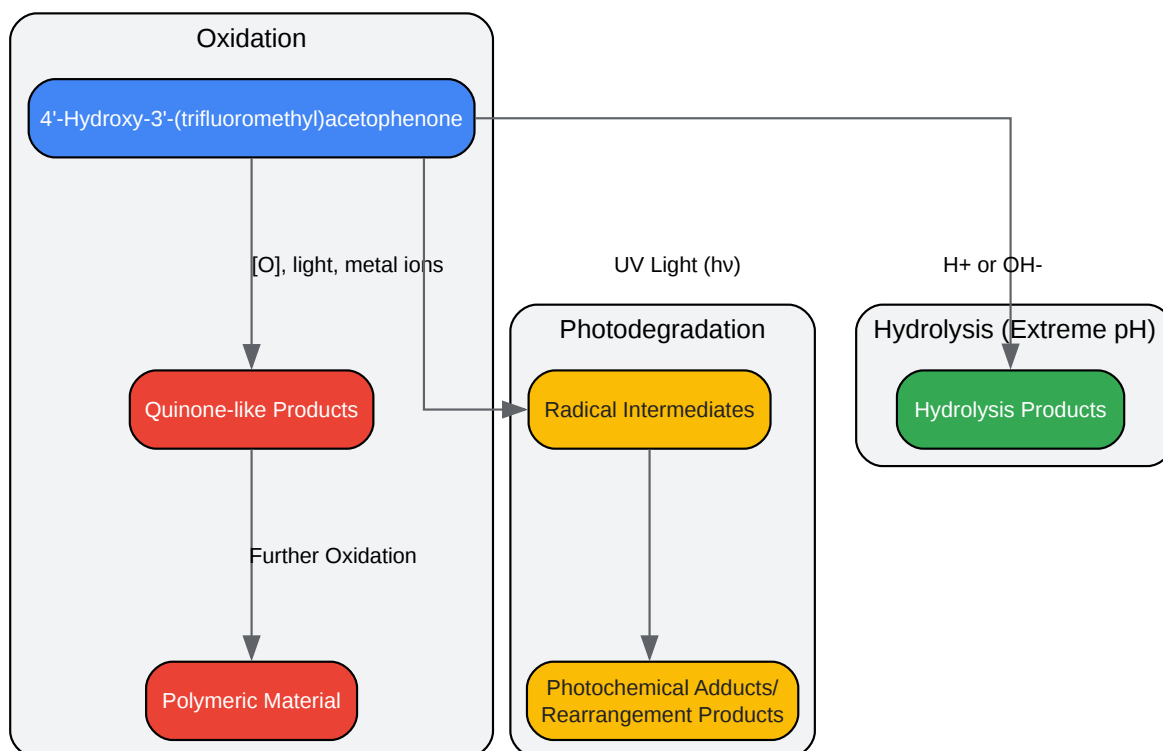 Oxidation
4'-Hydroxy-3'-(trifluoromethyl)acetophenone
[O], light, metal ions
UV Light (hν)
H+ or OH-
Photodegradation
Hydrolysis (Extreme pH)
Quinone-like Products
Radical Intermediates
Hydrolysis Products
Further Oxidation
Polymeric Material
Photochemical Adducts/
Rearrangement Products